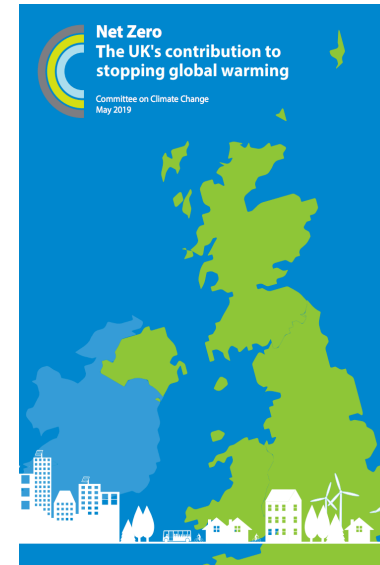 Net Zero
The UK's contribution to
stopping global warming
Committee on Climate Change
May 2019